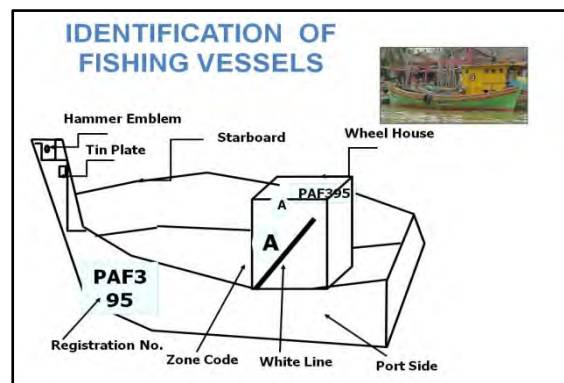 IDENTIFICATION OF
FISHING VESSELS
Hammer Emblem
Starboard
Wheel House
Tin Plate
PAF395
A
A
PAF3
95
Registration No.
Zone Code
White Line
Port Side